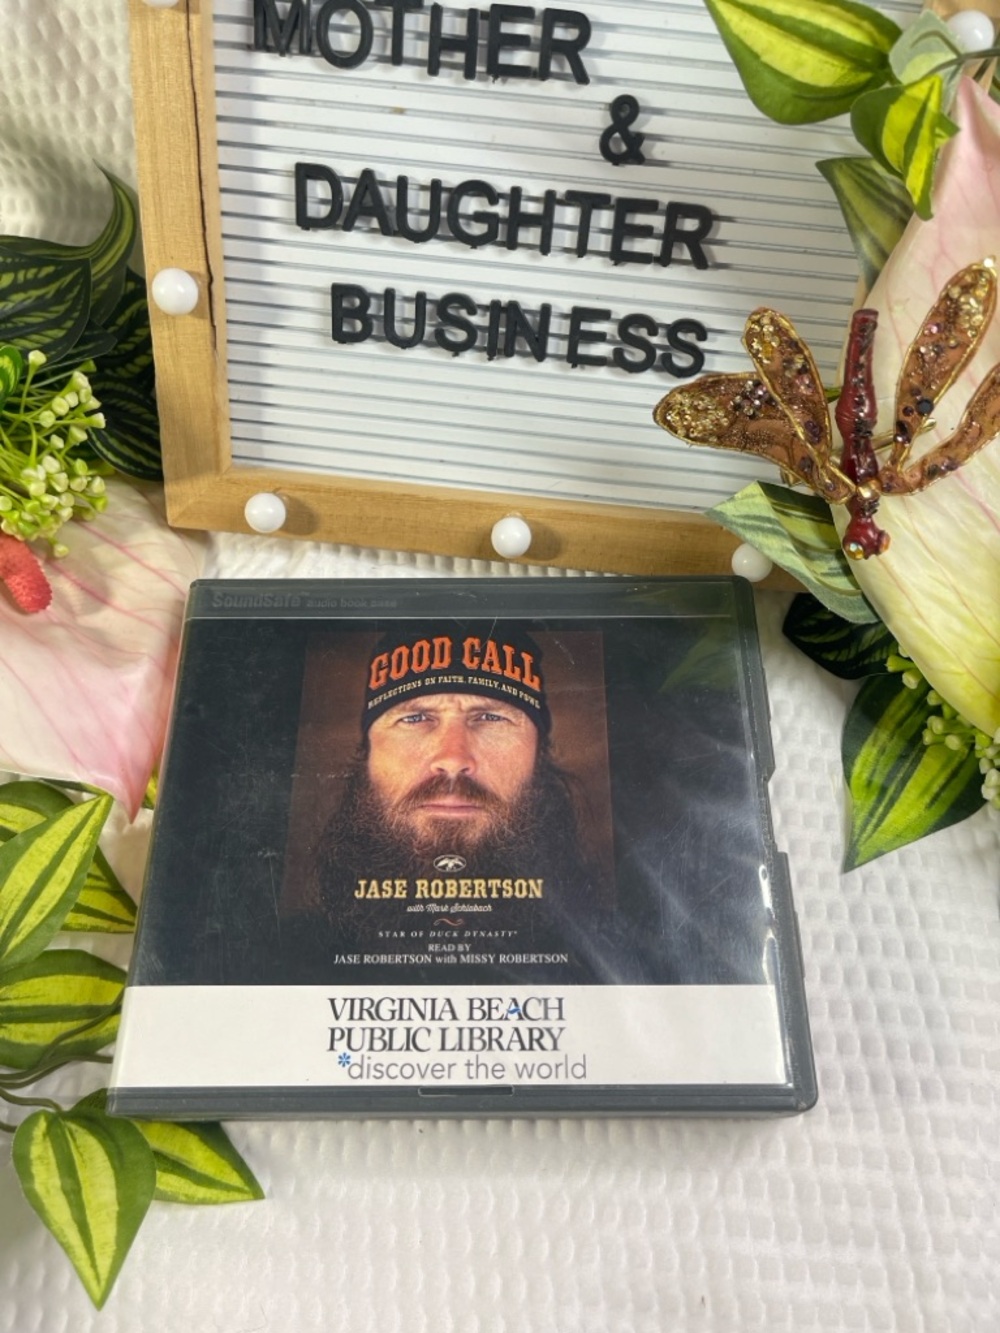 MOTHER
&
DAUGHTER
BUSINESS
SoundSafe audio book case
GOOD CALL
REFLECTIONS ON FAITH, FAMILY, AND FOWL
JASE ROBERTSON
with Mark Schlabach
STAR OF DUCK DYNASTY®
READ BY
JASE ROBERTSON with MISSY ROBERTSON
VIRGINIA BEACH
PUBLIC LIBRARY
*discover the world